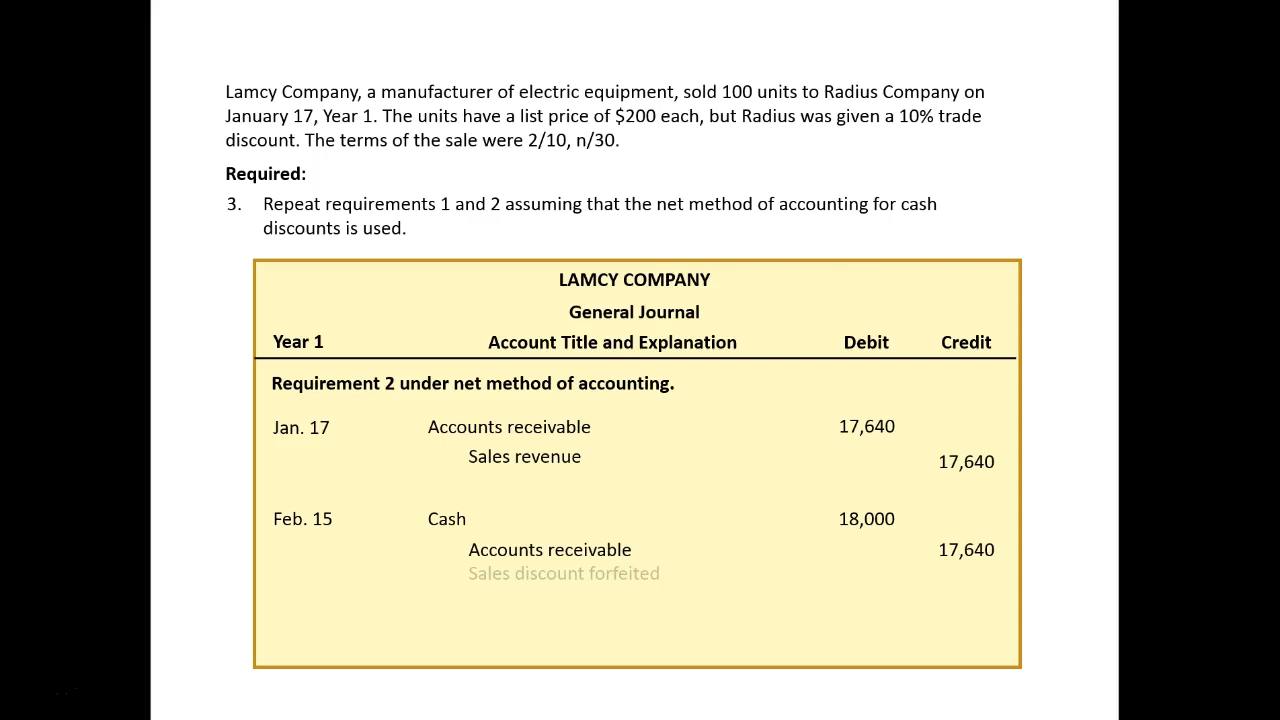 Lamcy Company, a manufacturer of electric equipment, sold 100 units to Radius Company on
January 17, Year 1. The units have a list price of $200 each, but Radius was given a 10% trade
discount. The terms of the sale were 2/10, n/30.
Required:
3. Repeat requirements 1 and 2 assuming that the net method of accounting for cash
discounts is used.
LAMCY COMPANY
General Journal
Year 1 Account Title and Explanation Debit Credit
Requirement 2 under net method of accounting.
Jan. 17 Accounts receivable 17,640
Sales revenue 17,640
Feb. 15 Cash 18,000
Accounts receivable 17,640
Sales discount forfeited